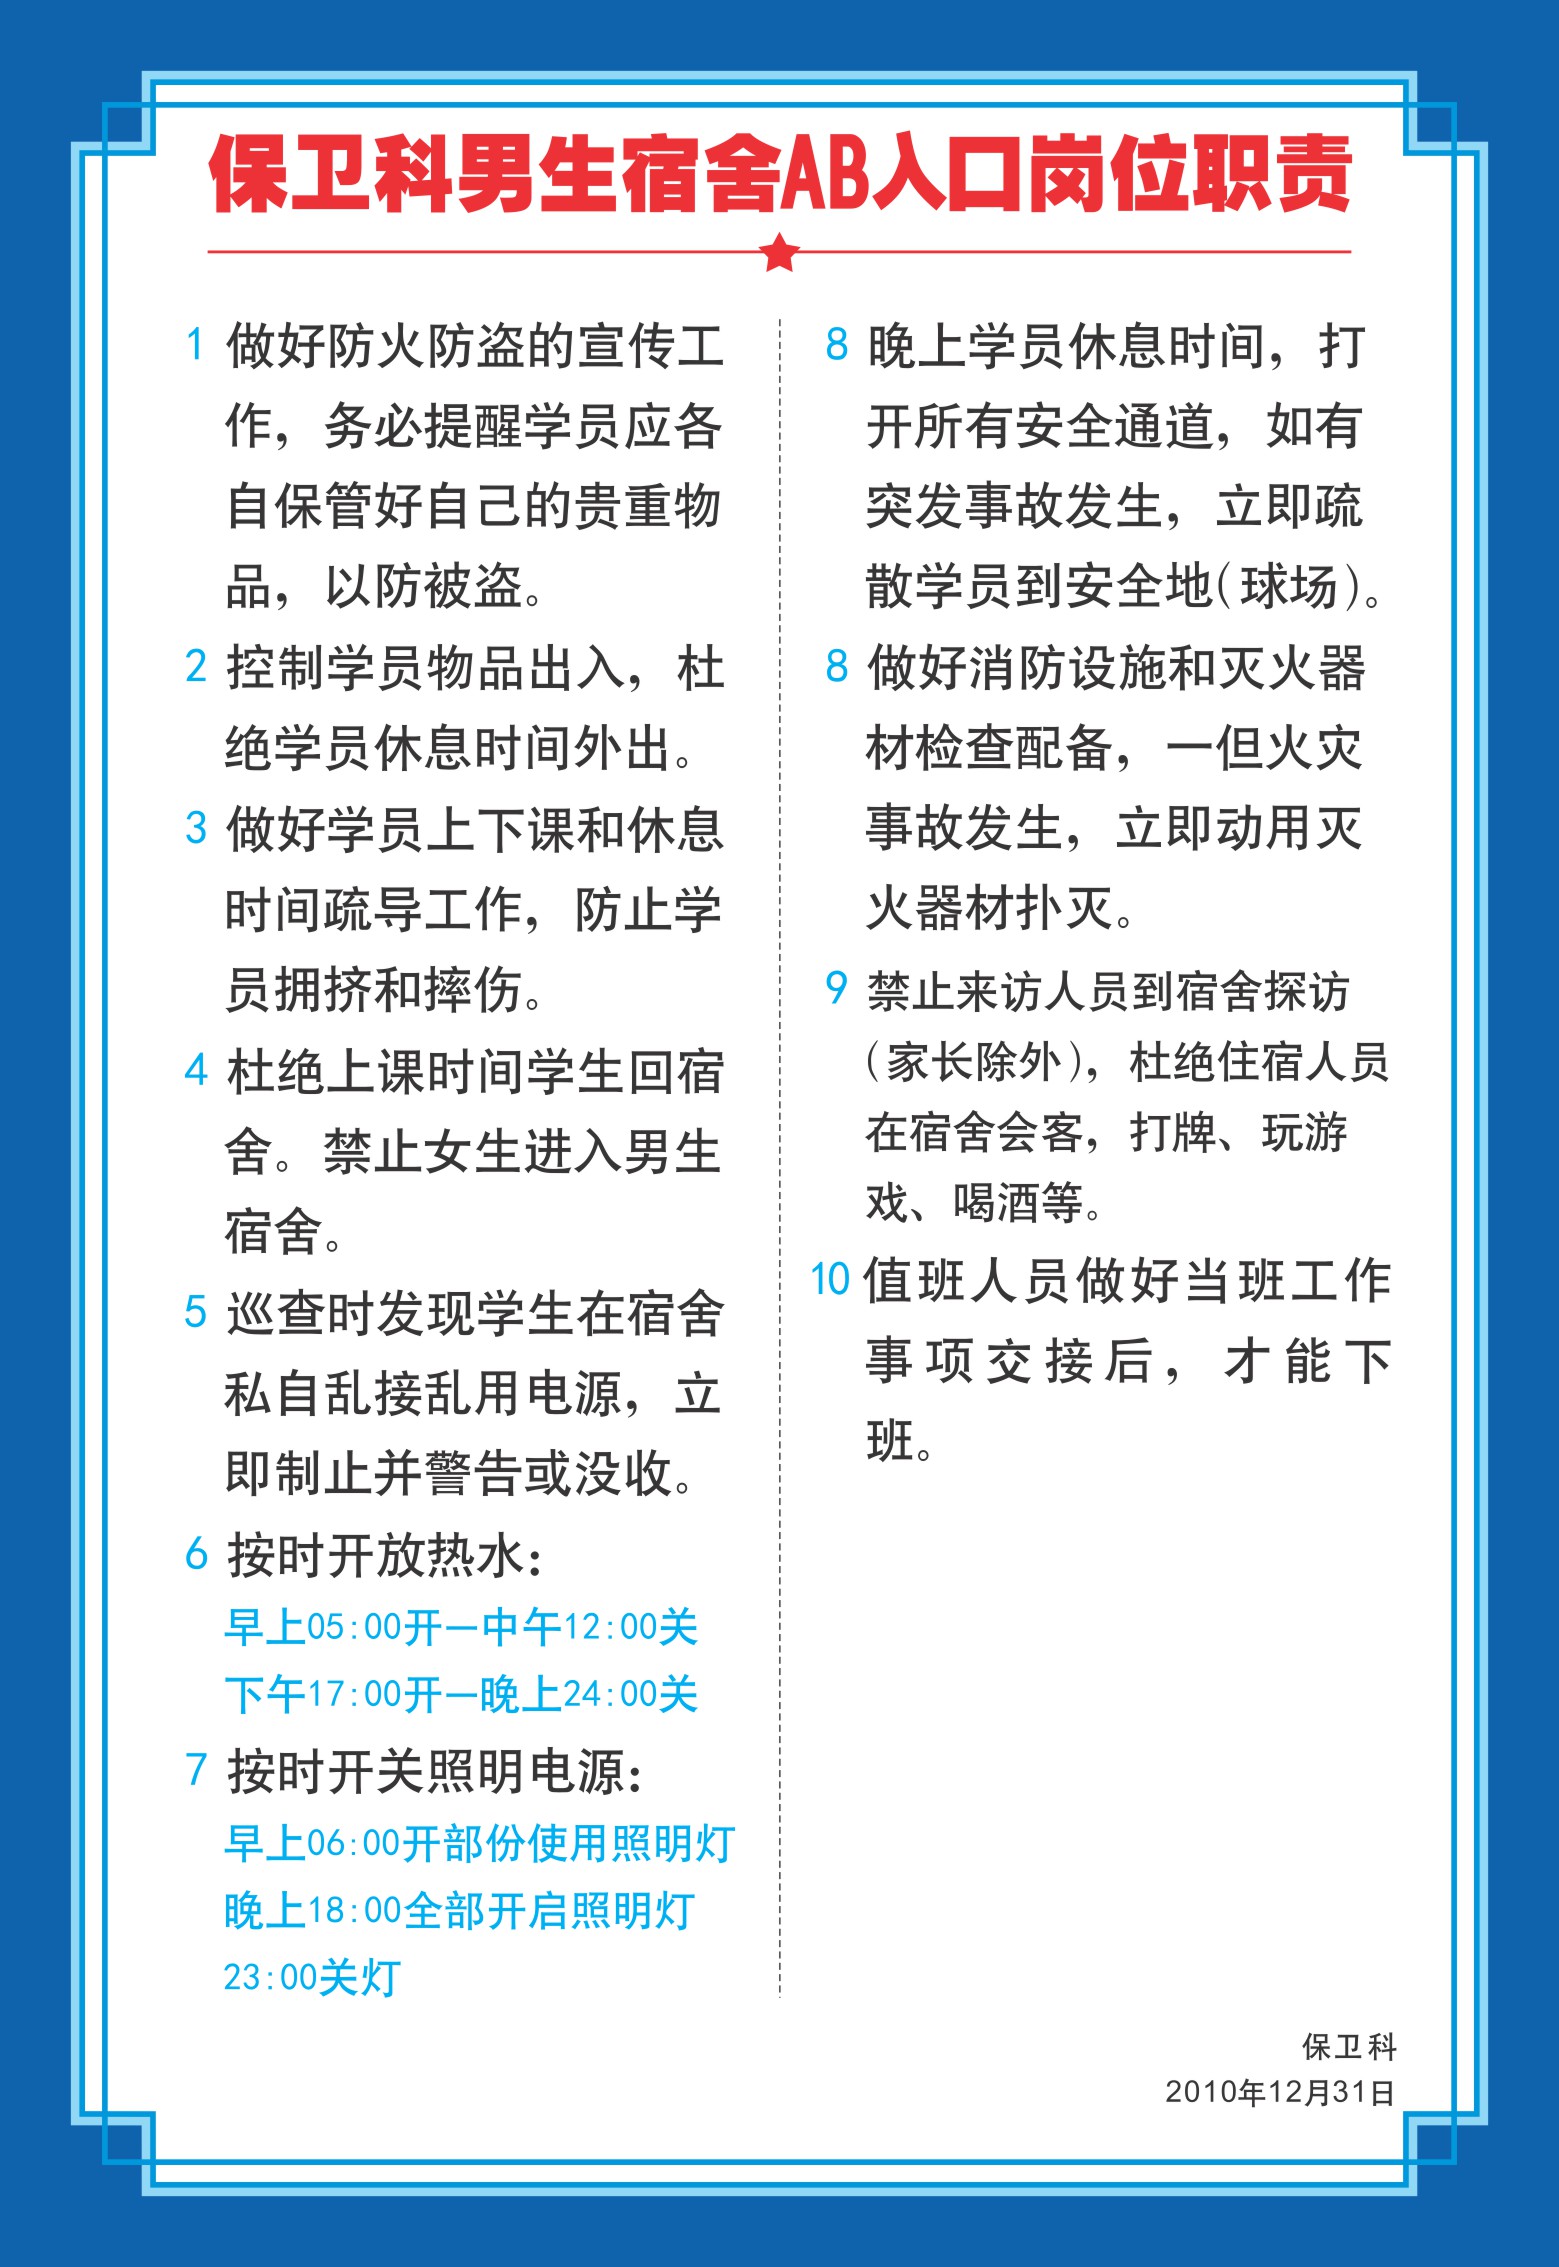 保卫科男生宿舍AB入口岗位职责
1 做好防火防盗的宣传工
作，务必提醒学员应各
自保管好自己的贵重物
品，以防被盗。
2 控制学员物品出入，杜
绝学员休息时间外出。
3 做好学员上下课和休息
时间疏导工作，防止学
员拥挤和摔伤。
4 杜绝上课时间学生回宿
舍。禁止女生进入男生
宿舍。
5 巡查时发现学生在宿舍
私自乱接乱用电源，立
即制止并警告或没收。
6 按时开放热水：
早上05:00开—中午12:00关
下午17:00开—晚上24:00关
7 按时开关照明电源：
早上06:00开部份使用照明灯
晚上18:00全部开启照明灯
23:00关灯
8 晚上学员休息时间，打
开所有安全通道，如有
突发事故发生，立即疏
散学员到安全地（球场）。
8 做好消防设施和灭火器
材检查配备，一但火灾
事故发生，立即动用灭
火器材扑灭。
9 禁止来访人员到宿舍探访
（家长除外），杜绝住宿人员
在宿舍会客，打牌、玩游
戏、喝酒等。
10 值班人员做好当班工作
事项交接后，才能下
班。
保卫科
2010年12月31日